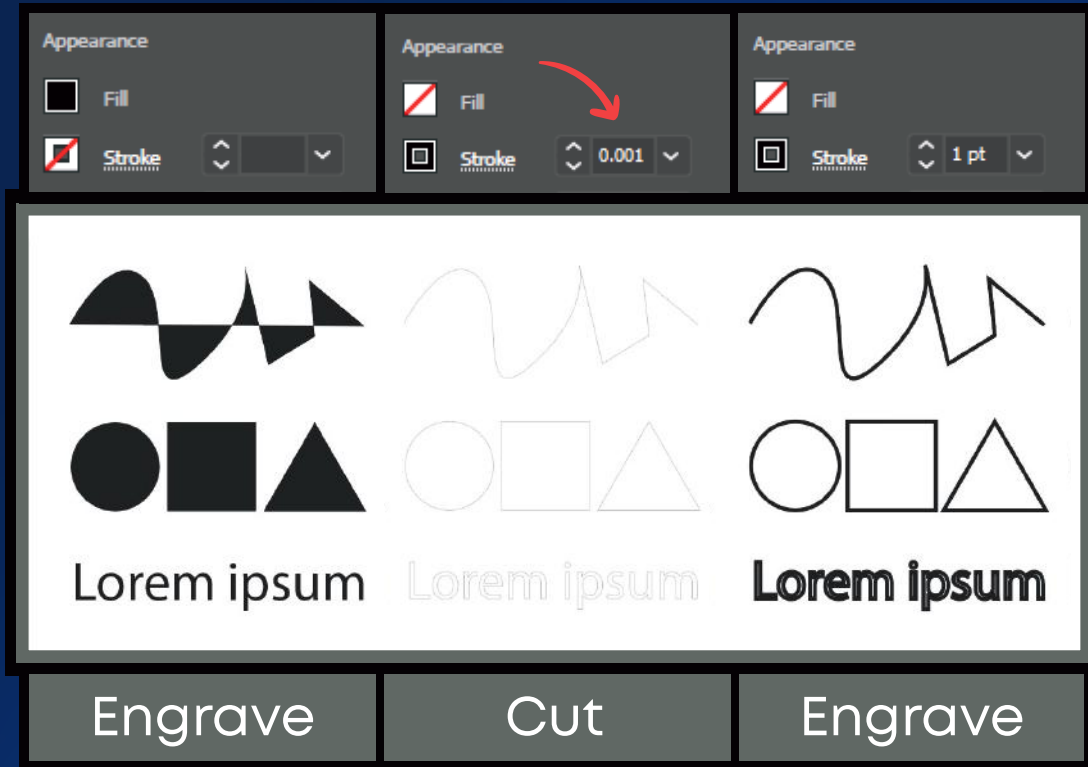 Appearance
Fill
Stroke
Appearance
Fill
Stroke 0.001
Appearance
Fill
Stroke 1 pt
Lorem ipsum
Lorem ipsum
Lorem ipsum
Engrave
Cut
Engrave